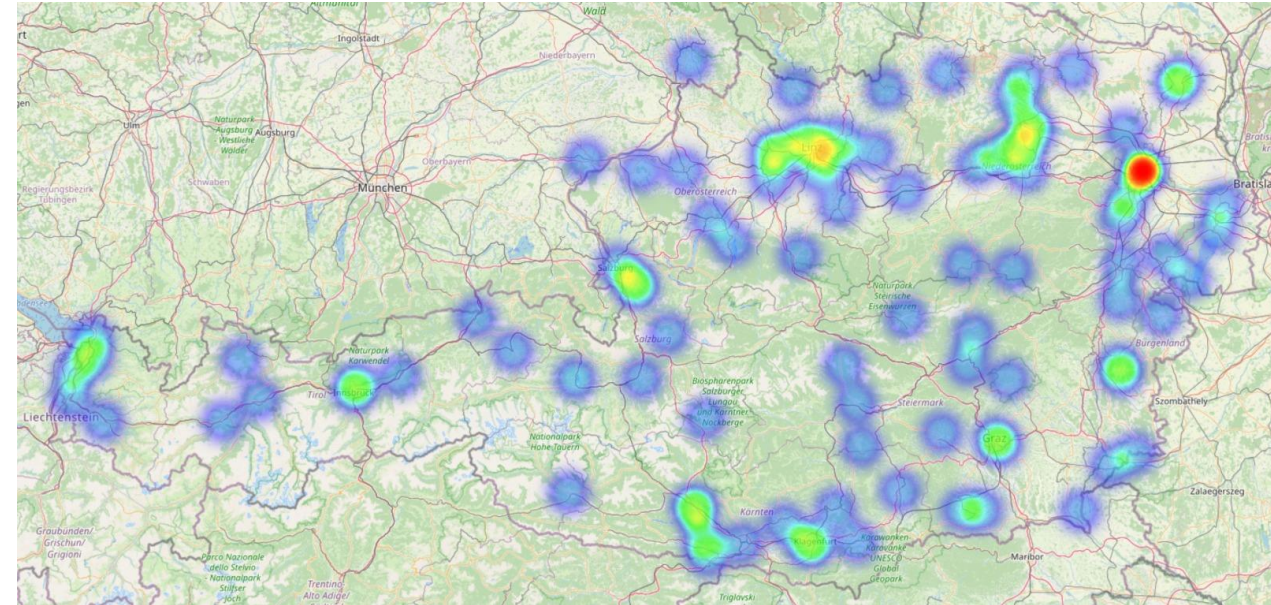 Altmühltal
Wald
Ingolstadt
Niederbayern
Ulm
Naturpark
Augsburg
Westliche
Wälder
Augsburg
Linz
Oberbayern
Schwaben
München
Regierungsbezirk
Tübingen
Oberösterreich
Bratisla
Salzburg
Naturpark
Steirische
Eisenwurzen
Salzburg
Burgenland
Naturpark
Karwendel
Tirol
Innsbruck
Biosphärenpark
Salzburger
Lungau
und Kärntner
Nockberge
Steiermark
Szombathely
Liechtenstein
Nationalpark
Hohe Tauern
Graz
Zalaegerszeg
Kärnten
Klagenfurt
Karawanken-
Karavanke
UNESCO
Global
Geopark
Maribor
Graubünden/
Grischun/
Grigioni
Parco Nazionale
dello Stelvio
Nationalpark
Stilfser
Joch
Trentino-
Alto Adige/
Triglavski